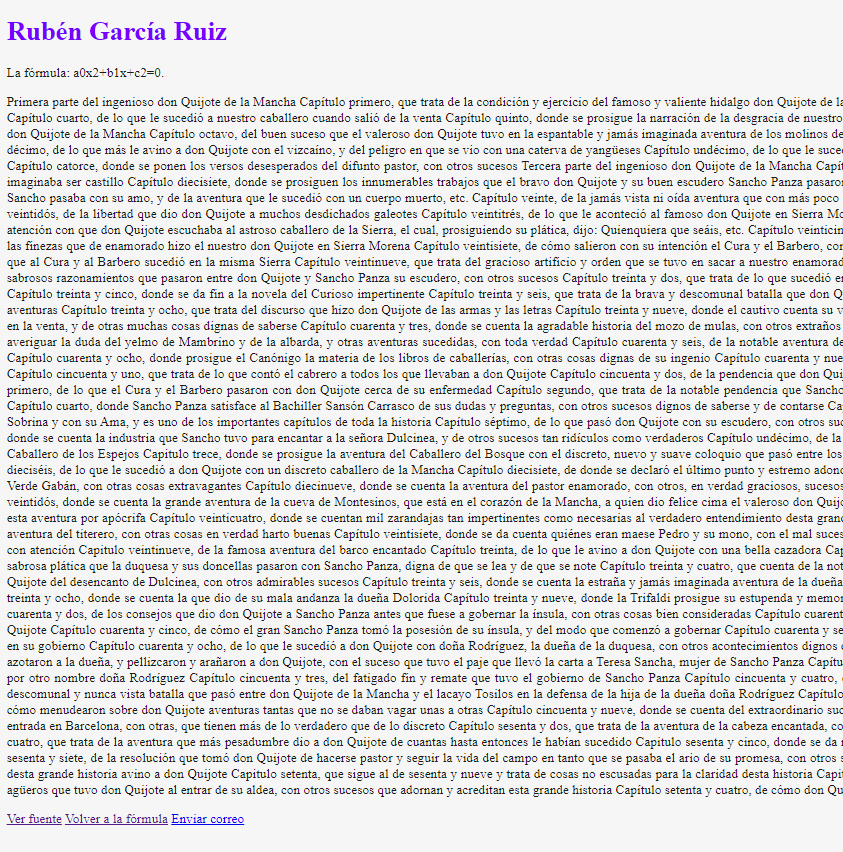 Rubén García Ruiz
La fórmula: a0x2+b1x+c2=0.
Primera parte del ingenioso don Quijote de la Mancha Capítulo primero, que trata de la condición y ejercicio del famoso y valiente hidalgo don Quijote de la
Capítulo cuarto, de lo que le sucedió a nuestro caballero cuando salió de la venta Capítulo quinto, donde se prosigue la narración de la desgracia de nuestro
don Quijote de la Mancha Capítulo octavo, del buen suceso que el valeroso don Quijote tuvo en la espantable y jamás imaginada aventura de los molinos de
décimo, de lo que más le avino a don Quijote con el vizcaíno, y del peligro en que se vio con una caterva de yangüeses Capítulo undécimo, de lo que le suce
Capítulo catorce, donde se ponen los versos desesperados del difunto pastor, con otros sucesos Tercera parte del ingenioso don Quijote de la Mancha Capít
imaginaba ser castillo Capítulo diecisiete, donde se prosiguen los innumerables trabajos que el bravo don Quijote y su buen escudero Sancho Panza pasaron
Sancho pasaba con su amo, y de la aventura que le sucedió con un cuerpo muerto, etc. Capítulo veinte, de la jamás vista ni oída aventura que con más poco
veintidós, de la libertad que dio don Quijote a muchos desdichados galeotes Capítulo veintitrés, de lo que le aconteció al famoso don Quijote en Sierra Mo
atención con que don Quijote escuchaba al astroso caballero de la Sierra, el cual, prosiguiendo su plática, dijo: Quienquiera que seáis, etc. Capítulo veinticin
las finezas que de enamorado hizo el nuestro don Quijote en Sierra Morena Capítulo veintisiete, de cómo salieron con su intención el Cura y el Barbero, con
que al Cura y al Barbero sucedió en la misma Sierra Capítulo veintinueve, que trata del gracioso artificio y orden que se tuvo en sacar a nuestro enamorad
sabrosos razonamientos que pasaron entre don Quijote y Sancho Panza su escudero, con otros sucesos Capítulo treinta y dos, que trata de lo que sucedió en
Capítulo treinta y cinco, donde se da fin a la novela del Curioso impertinente Capítulo treinta y seis, que trata de la brava y descomunal batalla que don Q
aventuras Capítulo treinta y ocho, que trata del discurso que hizo don Quijote de las armas y las letras Capítulo treinta y nueve, donde el cautivo cuenta su v
en la venta, y de otras muchas cosas dignas de saberse Capítulo cuarenta y tres, donde se cuenta la agradable historia del mozo de mulas, con otros extraños
averiguar la duda del yelmo de Mambrino y de la albarda, y otras aventuras sucedidas, con toda verdad Capítulo cuarenta y seis, de la notable aventura de
Capítulo cuarenta y ocho, donde prosigue el Canónigo la materia de los libros de caballerías, con otras cosas dignas de su ingenio Capítulo cuarenta y nue
Capítulo cincuenta y uno, que trata de lo que contó el cabrero a todos los que llevaban a don Quijote Capítulo cincuenta y dos, de la pendencia que don Qui
primero, de lo que el Cura y el Barbero pasaron con don Quijote cerca de su enfermedad Capítulo segundo, que trata de la notable pendencia que Sancho
Capítulo cuarto, donde Sancho Panza satisface al Bachiller Sansón Carrasco de sus dudas y preguntas, con otros sucesos dignos de saberse y de contarse Ca
Sobrina y con su Ama, y es uno de los importantes capítulos de toda la historia Capítulo séptimo, de lo que pasó don Quijote con su escudero, con otros suc
donde se cuenta la industria que Sancho tuvo para encantar a la señora Dulcinea, y de otros sucesos tan ridículos como verdaderos Capítulo undécimo, de la
Caballero de los Espejos Capítulo trece, donde se prosigue la aventura del Caballero del Bosque con el discreto, nuevo y suave coloquio que pasó entre los
dieciséis, de lo que le sucedió a don Quijote con un discreto caballero de la Mancha Capítulo diecisiete, de donde se declaró el último punto y estremo adond
Verde Gabán, con otras cosas extravagantes Capítulo diecinueve, donde se cuenta la aventura del pastor enamorado, con otros, en verdad graciosos, sucesos
veintidós, donde se cuenta la grande aventura de la cueva de Montesinos, que está en el corazón de la Mancha, a quien dio felice cima el valeroso don Quijo
esta aventura por apócrifa Capítulo veinticuatro, donde se cuentan mil zarandajas tan impertinentes como necesarias al verdadero entendimiento desta gran
aventura del titerero, con otras cosas en verdad harto buenas Capítulo veintisiete, donde se da cuenta quiénes eran maese Pedro y su mono, con el mal suces
con atención Capítulo veintinueve, de la famosa aventura del barco encantado Capítulo treinta, de lo que le avino a don Quijote con una bella cazadora Cap
sabrosa plática que la duquesa y sus doncellas pasaron con Sancho Panza, digna de que se lea y de que se note Capítulo treinta y cuatro, que cuenta de la not
Quijote del desencanto de Dulcinea, con otros admirables sucesos Capítulo treinta y seis, donde se cuenta la estraña y jamás imaginada aventura de la dueña
treinta y ocho, donde se cuenta la que dio de su mala andanza la dueña Dolorida Capítulo treinta y nueve, donde la Trifaldi prosigue su estupenda y memor
cuarenta y dos, de los consejos que dio don Quijote a Sancho Panza antes que fuese a gobernar la ínsula, con otras cosas bien consideradas Capítulo cuarent
Quijote Capítulo cuarenta y cinco, de cómo el gran Sancho Panza tomó la posesión de su ínsula, y del modo que comenzó a gobernar Capítulo cuarenta y se
en su gobierno Capítulo cuarenta y ocho, de lo que le sucedió a don Quijote con doña Rodríguez, la dueña de la duquesa, con otros acontecimientos dignos
azotaron a la dueña, y pellizcaron y arañaron a don Quijote, con el suceso que tuvo el paje que llevó la carta a Teresa Sancha, mujer de Sancho Panza Capítu
por otro nombre doña Rodríguez Capítulo cincuenta y tres, del fatigado fin y remate que tuvo el gobierno de Sancho Panza Capítulo cincuenta y cuatro,
descomunal y nunca vista batalla que pasó entre don Quijote de la Mancha y el lacayo Tosilos en la defensa de la hija de la dueña doña Rodríguez Capítulo
cómo menudearon sobre don Quijote aventuras tantas que no se daban vagar unas a otras Capítulo cincuenta y nueve, donde se cuenta del extraordinario suc
entrada en Barcelona, con otras, que tienen más de lo verdadero que de lo discreto Capítulo sesenta y dos, que trata de la aventura de la cabeza encantada, co
cuatro, que trata de la aventura que más pesadumbre dio a don Quijote de cuantas hasta entonces le habían sucedido Capítulo sesenta y cinco, donde se da
sesenta y siete, de la resolución que tomó don Quijote de hacerse pastor y seguir la vida del campo en tanto que se pasaba el año de su promesa, con otros s
desta grande historia avino a don Quijote Capítulo setenta, que sigue al de sesenta y nueve y trata de cosas no escusadas para la claridad desta historia Capít
agüeros que tuvo don Quijote al entrar de su aldea, con otros sucesos que adornan y acreditan esta grande historia Capítulo setenta y cuatro, de cómo don Qu
Ver fuente Volver a la fórmula Enviar correo